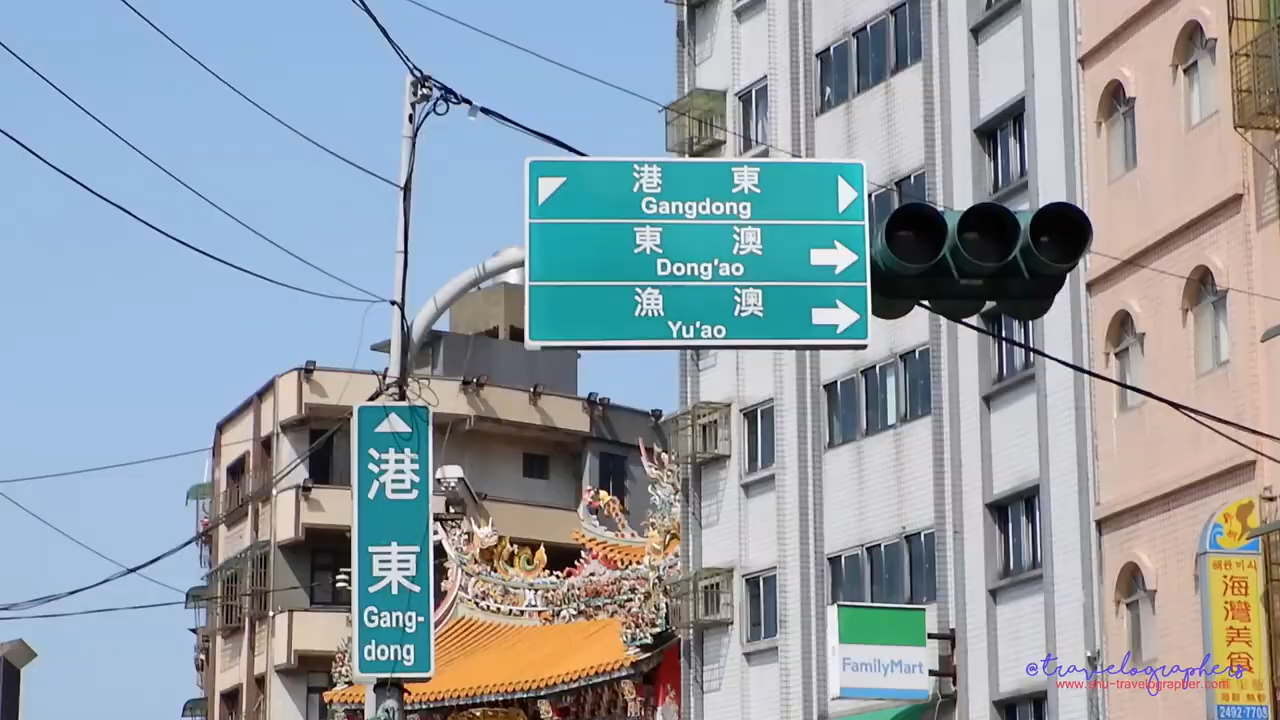 港東
Gangdong
東澳
Dong'ao
漁澳
Yu'ao
港東
Gang-
dong
FamilyMart
海灣美食
2492-7708
@travelographers
www.shu-travelographer.com